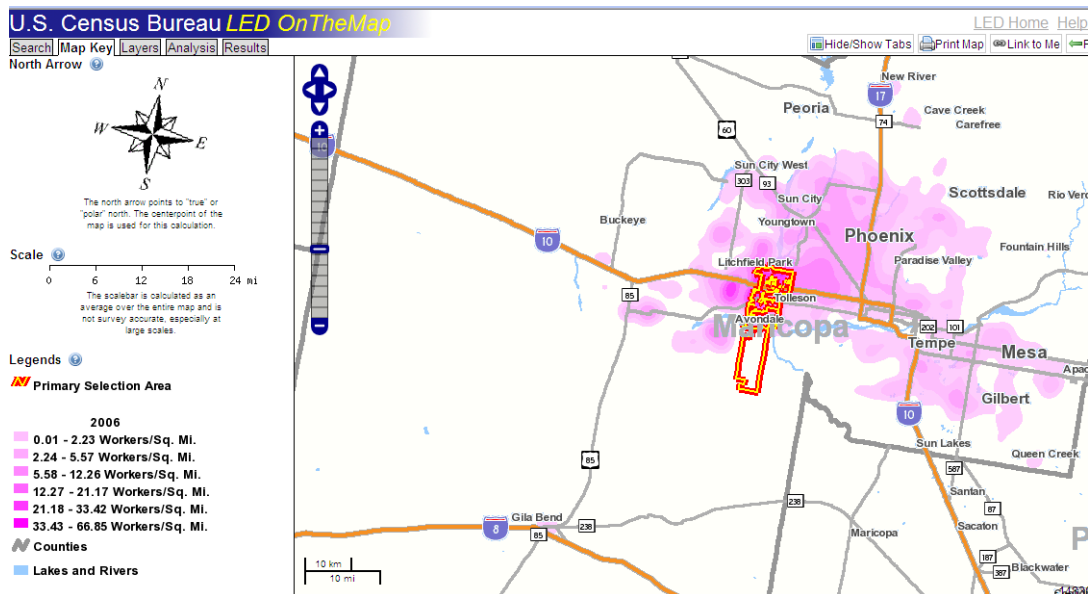 U.S. Census Bureau LED OnTheMap
LED Home Help
Search Map Key Layers Analysis Results
Hide/Show Tabs Print Map Link to Me
North Arrow
N
W
E
S
The north arrow points to "true" or
"polar" north. The centerpoint of the
map is used for this calculation.
Scale
0 6 12 18 24 mi
The scalebar is calculated as an
average over the entire map and is
not survey accurate, especially at
large scales.
Legends
Primary Selection Area
2006
0.01 - 2.23 Workers/Sq. Mi.
2.24 - 5.57 Workers/Sq. Mi.
5.58 - 12.26 Workers/Sq. Mi.
12.27 - 21.17 Workers/Sq. Mi.
21.18 - 33.42 Workers/Sq. Mi.
33.43 - 66.85 Workers/Sq. Mi.
Counties
Lakes and Rivers
New River
17
Peoria
Cave Creek
74
Carefree
60
10
Sun City West
303
93
Scottsdale
Rio Verd
Sun City
Buckeye
Youngtown
10
Phoenix
Fountain Hills
Paradise Valley
Litchfield Park
85
Tolleson
Avondale
Maricopa
202
101
Tempe
Mesa
Apac
Gilbert
10
Sun Lakes
85
Queen Creek
587
Santan
238
87
Gila Bend
8
238
85
Sacaton
Maricopa
P
187
Blackwater
387
10 km
10 mi